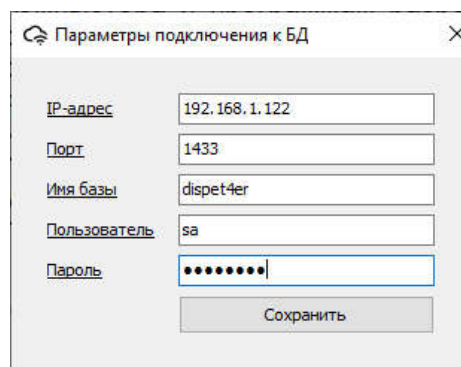 Параметры подключения к БД
IP-адрес 192.168.1.122
Порт 1433
Имя базы dispet4er
Пользователь sa
Пароль ●●●●●●●●
Сохранить